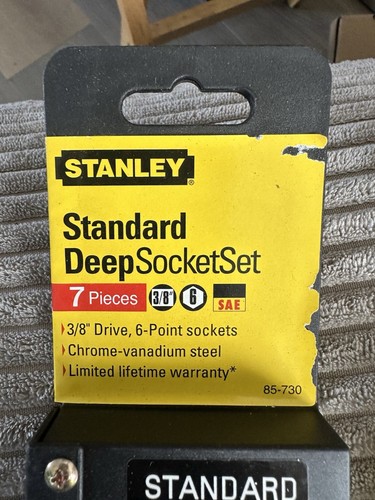 STANLEY®
Standard
DeepSocketSet
7 Pieces 3/8" 6 SAE
3/8" Drive, 6-Point sockets
Chrome-vanadium steel
Limited lifetime warranty*
85-730
STANDARD